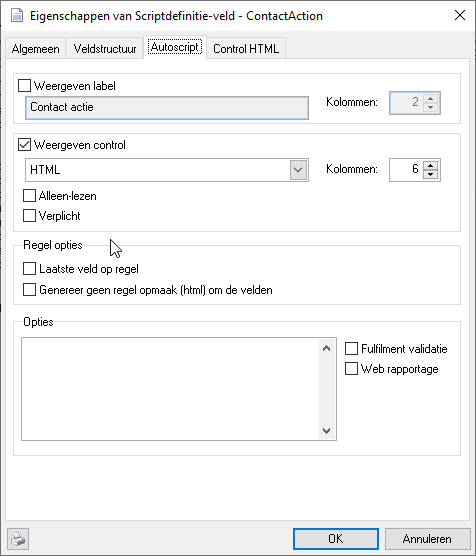 Eigenschappen van Scriptdefinitie-veld - ContactAction
Algemeen Veldstructuur Autoscript Control HTML
Weergeven label
Contact actie Kolommen: 2
Weergeven control
HTML Kolommen: 6
Alleen-lezen
Verplicht
Regel opties
Laatste veld op regel
Genereer geen regel opmaak (html) om de velden
Opties
Fulfilment validatie
Web rapportage
OK Annuleren